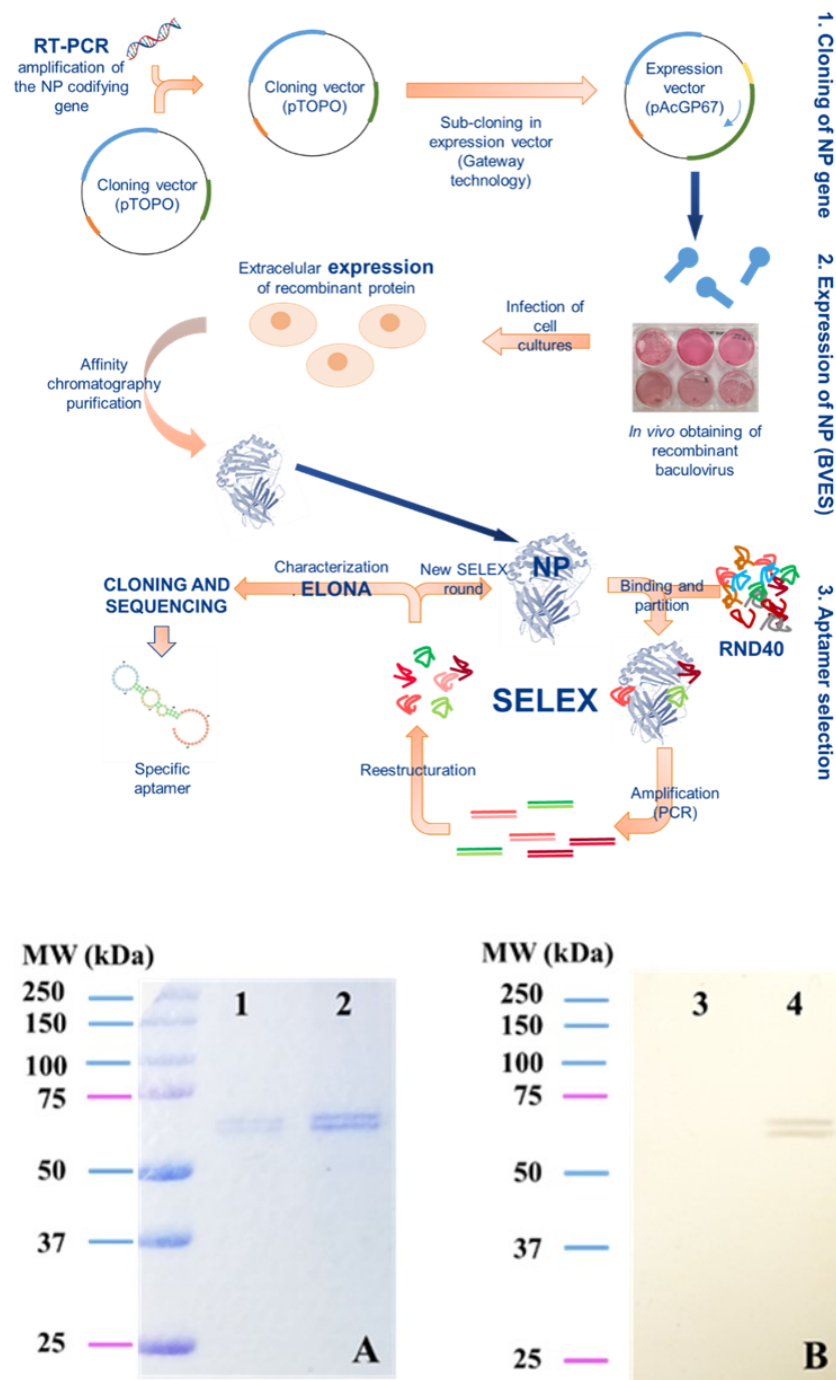 RT-PCR
amplification of
the NP codifying
gene
Cloning vector
(pTOPO)
Cloning vector
(pTOPO)
Sub-cloning in
expression vector
(Gateway
technology)
Expression
vector
(pAcGP67)
1. Cloning of NP gene
Extracelular expression
of recombinant protein
Infection of
cell
cultures
In vivo obtaining of
recombinant
baculovirus
2. Expression of NP (BVES)
Affinity
chromatography
purification
Characterization
ELONA
New SELEX
round
NP
Binding and
partition
RND40
CLONING AND
SEQUENCING
Specific
aptamer
SELEX
Reestructuration
Amplification
(PCR)
3. Aptamer selection
MW (kDa)
250
150
100
75
50
37
25
1
2
A
MW (kDa)
250
150
100
75
50
37
25
3
4
B